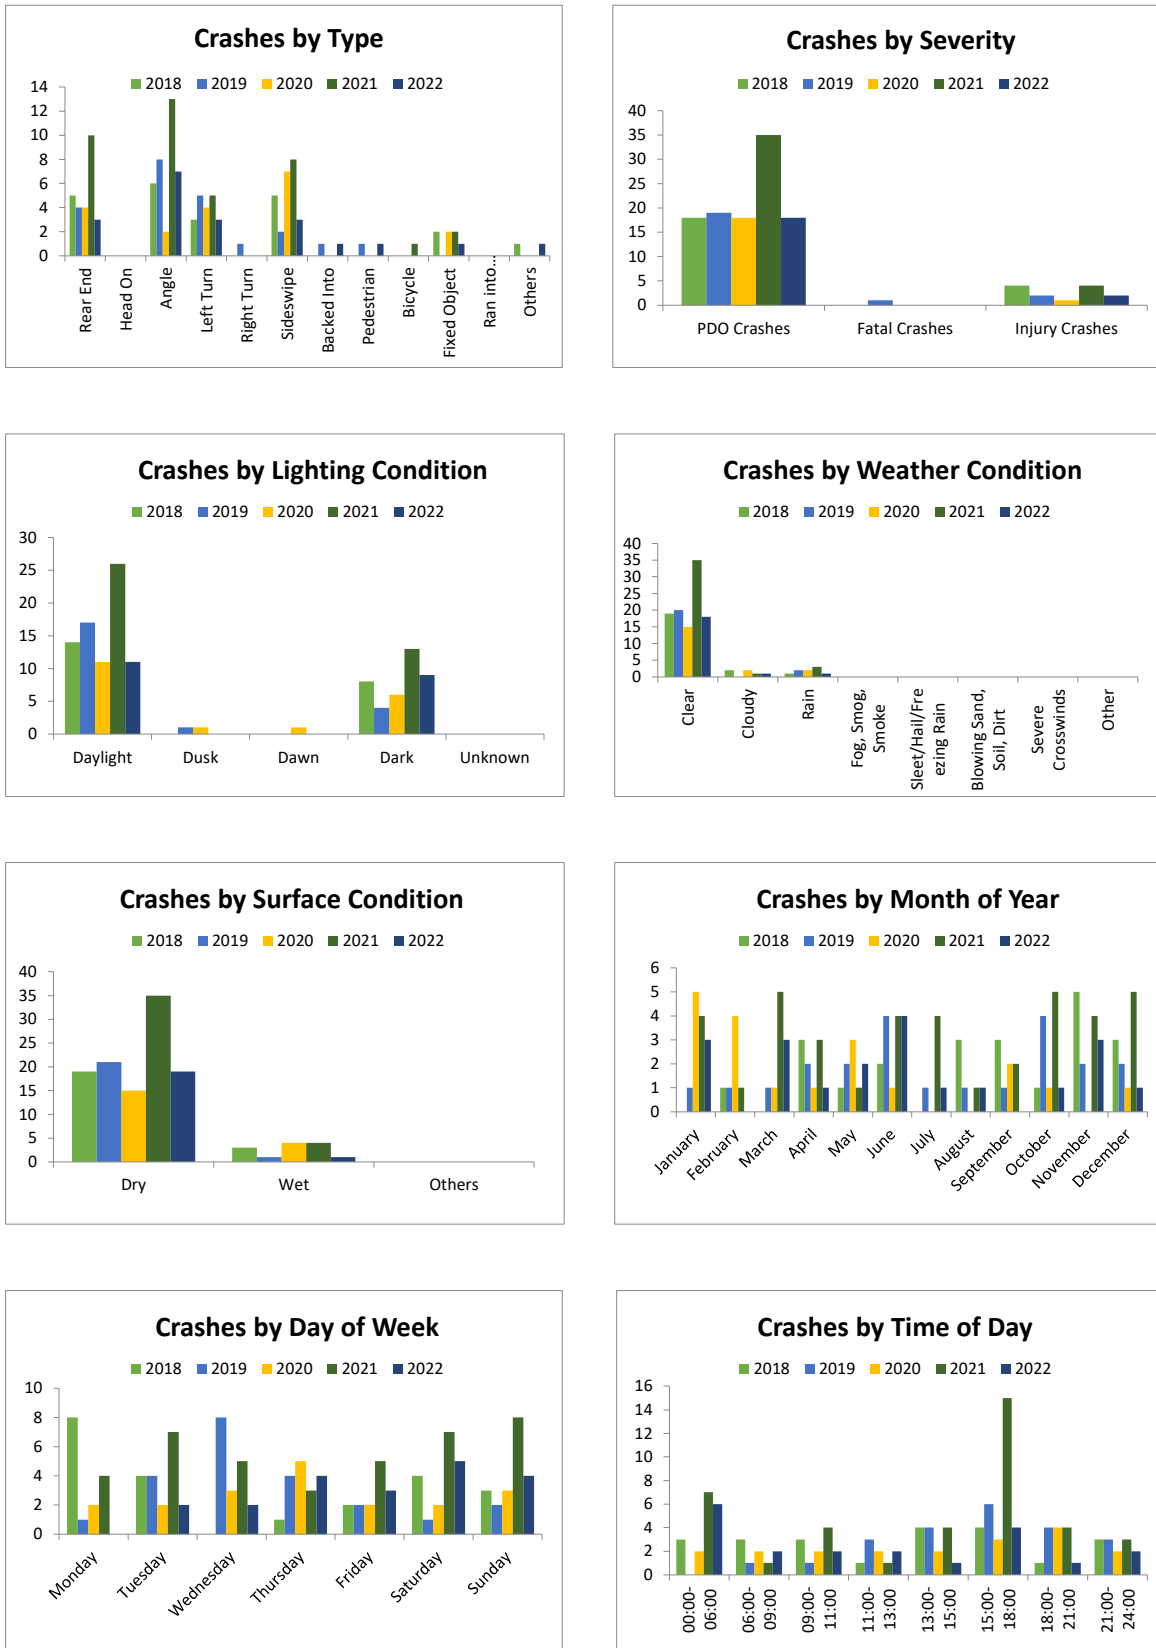 Crashes by Type
2018 2019 2020 2021 2022
14
12
10
8
6
4
2
0
Rear End
Head On
Angle
Left Turn
Right Turn
Sideswipe
Backed Into
Pedestrian
Bicycle
Fixed Object
Ran into...
Others
Crashes by Severity
2018 2019 2020 2021 2022
40
35
30
25
20
15
10
5
0
PDO Crashes Fatal Crashes Injury Crashes
Crashes by Lighting Condition
2018 2019 2020 2021 2022
30
25
20
15
10
5
0
Daylight Dusk Dawn Dark Unknown
Crashes by Weather Condition
2018 2019 2020 2021 2022
40
35
30
25
20
15
10
5
0
Clear
Cloudy
Rain
Fog, Smog,
Smoke
Sleet/Hail/Fre
ezing Rain
Blowing Sand,
Soil, Dirt
Severe
Crosswinds
Other
Crashes by Surface Condition
2018 2019 2020 2021 2022
40
35
30
25
20
15
10
5
0
Dry Wet Others
Crashes by Month of Year
2018 2019 2020 2021 2022
6
5
4
3
2
1
0
January
February
March
April
May
June
July
August
September
October
November
December
Crashes by Day of Week
2018 2019 2020 2021 2022
10
8
6
4
2
0
Monday
Tuesday
Wednesday
Thursday
Friday
Saturday
Sunday
Crashes by Time of Day
2018 2019 2020 2021 2022
16
14
12
10
8
6
4
2
0
00:00-
06:00
06:00-
09:00
09:00-
11:00
11:00-
13:00
13:00-
15:00
15:00-
18:00
18:00-
21:00
21:00-
24:00